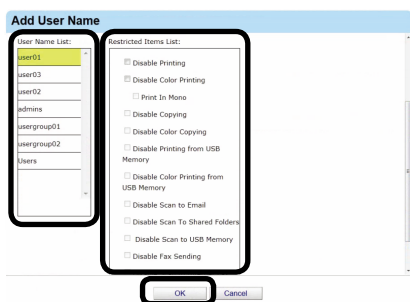 Add User Name
User Name List:
user01
user03
user02
admins
usergroup01
usergroup02
Users
Restricted Items List:
Disable Printing
Disable Color Printing
Print In Mono
Disable Copying
Disable Color Copying
Disable Printing from USB
Memory
Disable Color Printing from
USB Memory
Disable Scan to Email
Disable Scan To Shared Folders
Disable Scan to USB Memory
Disable Fax Sending
OK
Cancel